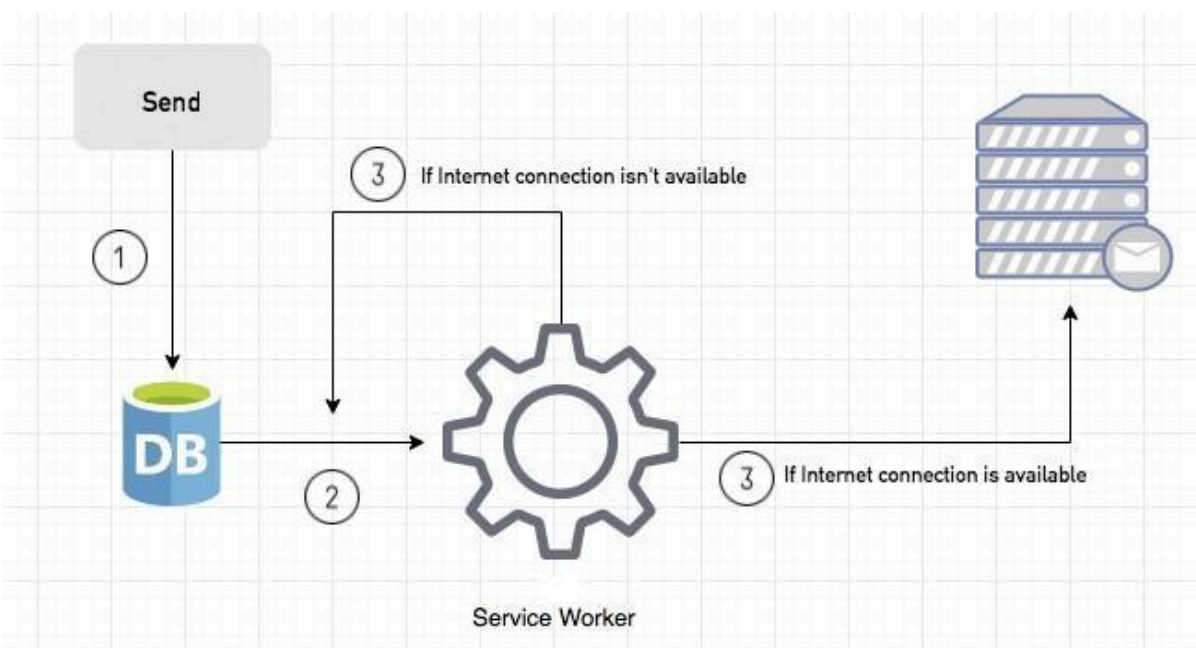 Send
3 If Internet connection isn't available
1
DB
2
3 If Internet connection is available
Service Worker